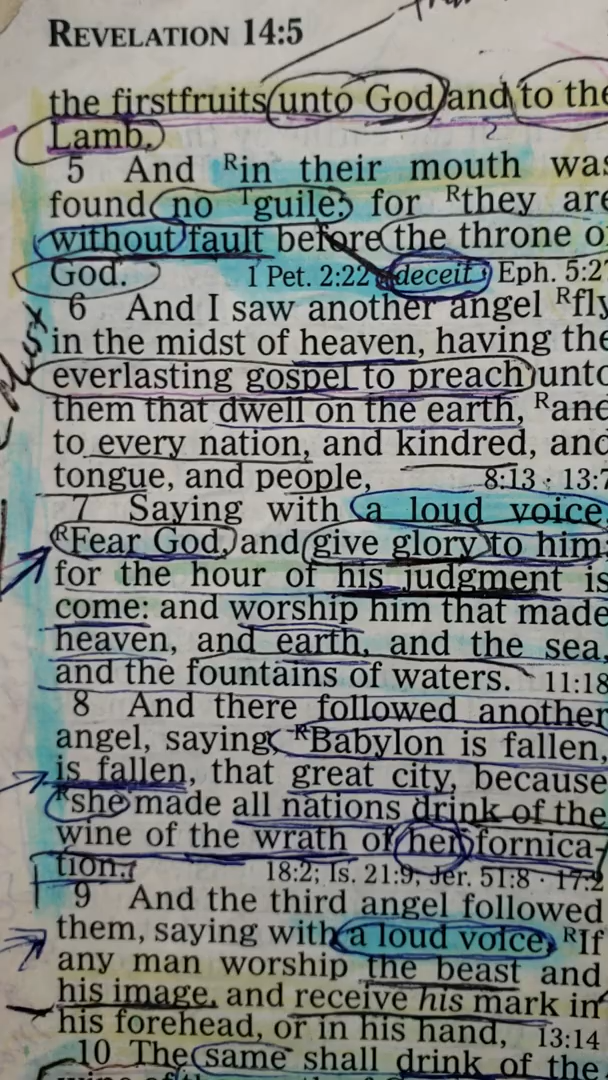 REVELATION 14:5
the firstfruits unto God and to the
Lamb.
5 And ᴿin their mouth was
found no ᵀguile; for ᴿthey are
without fault before the throne o
God. 1 Pet. 2:22 deceit Eph. 5:27
6 And I saw another angel ᴿfly
in the midst of heaven, having the
everlasting gospel to preach unto
them that dwell on the earth, ᴿand
to every nation, and kindred, and
tongue, and people, 8:13 · 13:7
7 Saying with a loud voice,
ᴿFear God, and give glory to him;
for the hour of his judgment is
come: and worship him that made
heaven, and earth, and the sea,
and the fountains of waters. 11:18
8 And there followed another
angel, saying, ᴿBabylon is fallen,
is fallen, that great city, because
ᴿshe made all nations drink of the
wine of the wrath of her fornica-
tion. 18:2; Is. 21:9; Jer. 51:8 · 17:2
9 And the third angel followed
them, saying with a loud voice, ᴿIf
any man worship the beast and
his image, and receive his mark in
his forehead, or in his hand, 13:14
10 The same shall drink of the